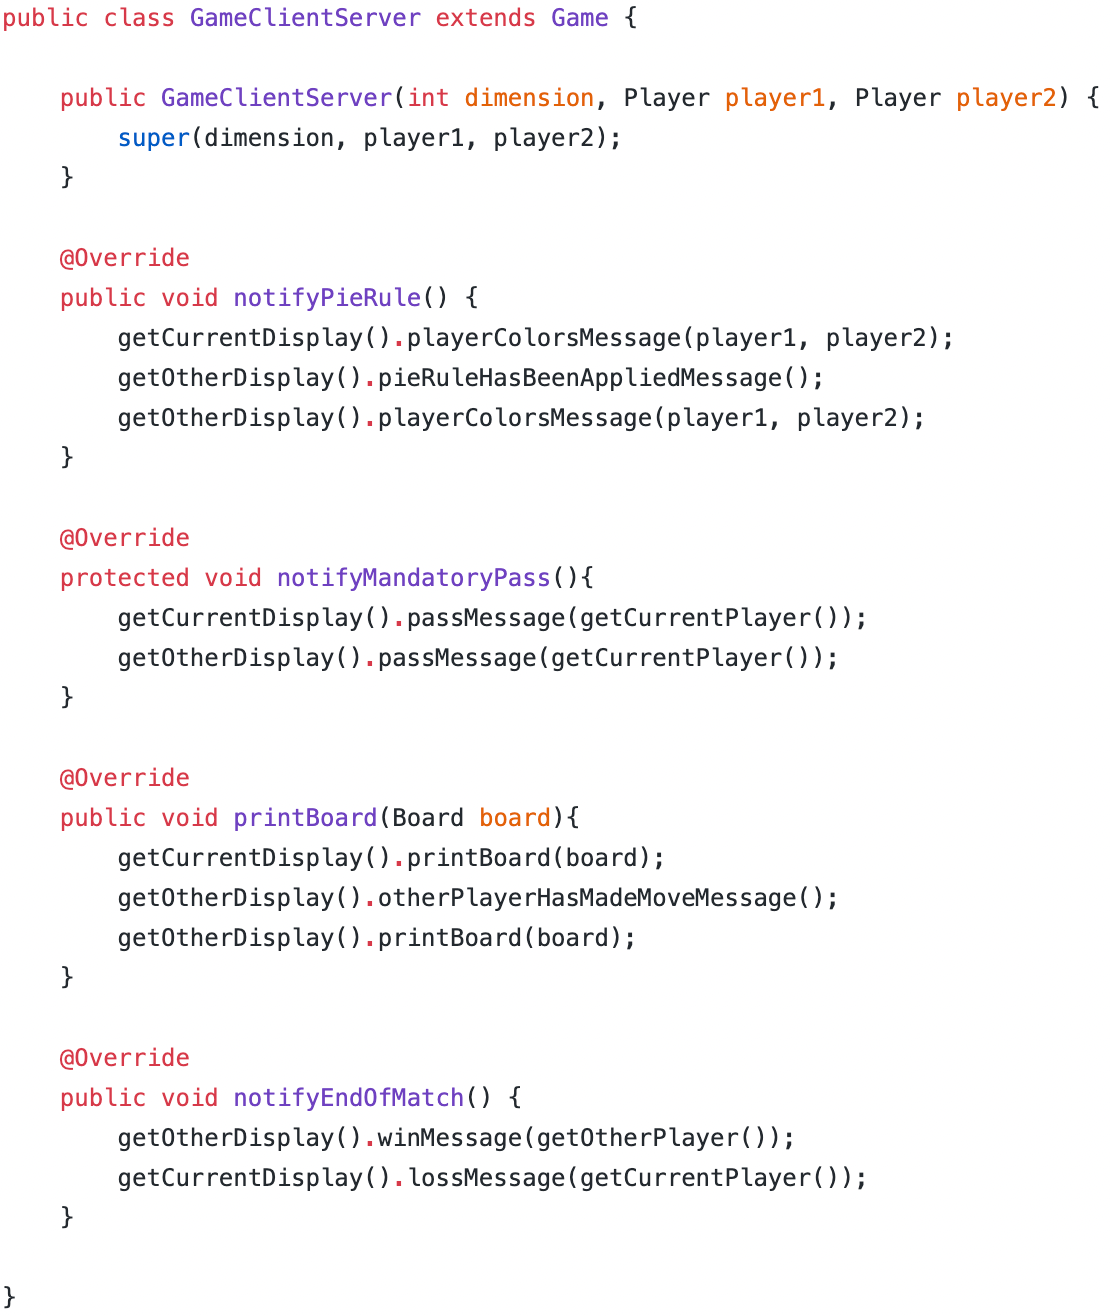 public class GameClientServer extends Game {
    public GameClientServer(int dimension, Player player1, Player player2) {
        super(dimension, player1, player2);
    }
    @Override
    public void notifyPieRule() {
        getCurrentDisplay().playerColorsMessage(player1, player2);
        getOtherDisplay().pieRuleHasBeenAppliedMessage();
        getOtherDisplay().playerColorsMessage(player1, player2);
    }
    @Override
    protected void notifyMandatoryPass(){
        getCurrentDisplay().passMessage(getCurrentPlayer());
        getOtherDisplay().passMessage(getCurrentPlayer());
    }
    @Override
    public void printBoard(Board board){
        getCurrentDisplay().printBoard(board);
        getOtherDisplay().otherPlayerHasMadeMoveMessage();
        getOtherDisplay().printBoard(board);
    }
    @Override
    public void notifyEndOfMatch() {
        getOtherDisplay().winMessage(getOtherPlayer());
        getCurrentDisplay().lossMessage(getCurrentPlayer());
    }
}